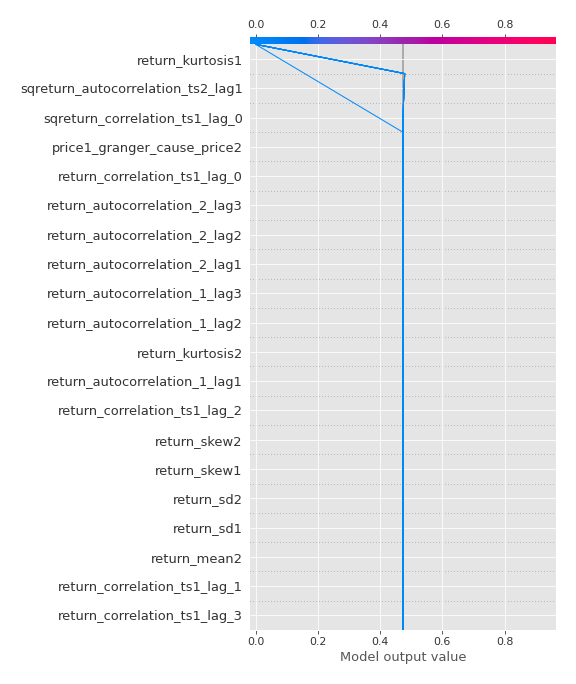 0.0 0.2 0.4 0.6 0.8
return_kurtosis1
sqreturn_autocorrelation_ts2_lag1
sqreturn_correlation_ts1_lag_0
price1_granger_cause_price2
return_correlation_ts1_lag_0
return_autocorrelation_2_lag3
return_autocorrelation_2_lag2
return_autocorrelation_2_lag1
return_autocorrelation_1_lag3
return_autocorrelation_1_lag2
return_kurtosis2
return_autocorrelation_1_lag1
return_correlation_ts1_lag_2
return_skew2
return_skew1
return_sd2
return_sd1
return_mean2
return_correlation_ts1_lag_1
return_correlation_ts1_lag_3
0.0 0.2 0.4 0.6 0.8
Model output value